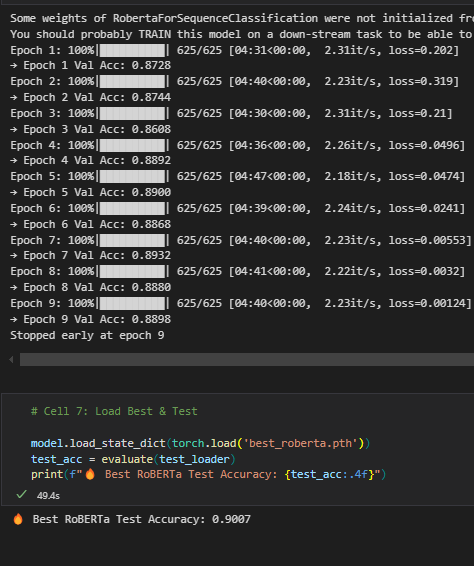 Some weights of RobertaForSequenceClassification were not initialized fro
You should probably TRAIN this model on a down-stream task to be able to
Epoch 1: 100%|██████████| 625/625 [04:31<00:00,  2.31it/s, loss=0.202]
→ Epoch 1 Val Acc: 0.8728
Epoch 2: 100%|██████████| 625/625 [04:40<00:00,  2.23it/s, loss=0.319]
→ Epoch 2 Val Acc: 0.8744
Epoch 3: 100%|██████████| 625/625 [04:30<00:00,  2.31it/s, loss=0.21]
→ Epoch 3 Val Acc: 0.8608
Epoch 4: 100%|██████████| 625/625 [04:36<00:00,  2.26it/s, loss=0.0496]
→ Epoch 4 Val Acc: 0.8892
Epoch 5: 100%|██████████| 625/625 [04:47<00:00,  2.18it/s, loss=0.0474]
→ Epoch 5 Val Acc: 0.8900
Epoch 6: 100%|██████████| 625/625 [04:39<00:00,  2.24it/s, loss=0.0241]
→ Epoch 6 Val Acc: 0.8868
Epoch 7: 100%|██████████| 625/625 [04:40<00:00,  2.23it/s, loss=0.00553]
→ Epoch 7 Val Acc: 0.8932
Epoch 8: 100%|██████████| 625/625 [04:41<00:00,  2.22it/s, loss=0.0032]
→ Epoch 8 Val Acc: 0.8880
Epoch 9: 100%|██████████| 625/625 [04:40<00:00,  2.23it/s, loss=0.00124]
→ Epoch 9 Val Acc: 0.8898
Stopped early at epoch 9
# Cell 7: Load Best & Test
model.load_state_dict(torch.load('best_roberta.pth'))
test_acc = evaluate(test_loader)
print(f"🔥 Best RoBERTa Test Accuracy: {test_acc:.4f}")
✓ 49.4s
🔥 Best RoBERTa Test Accuracy: 0.9007